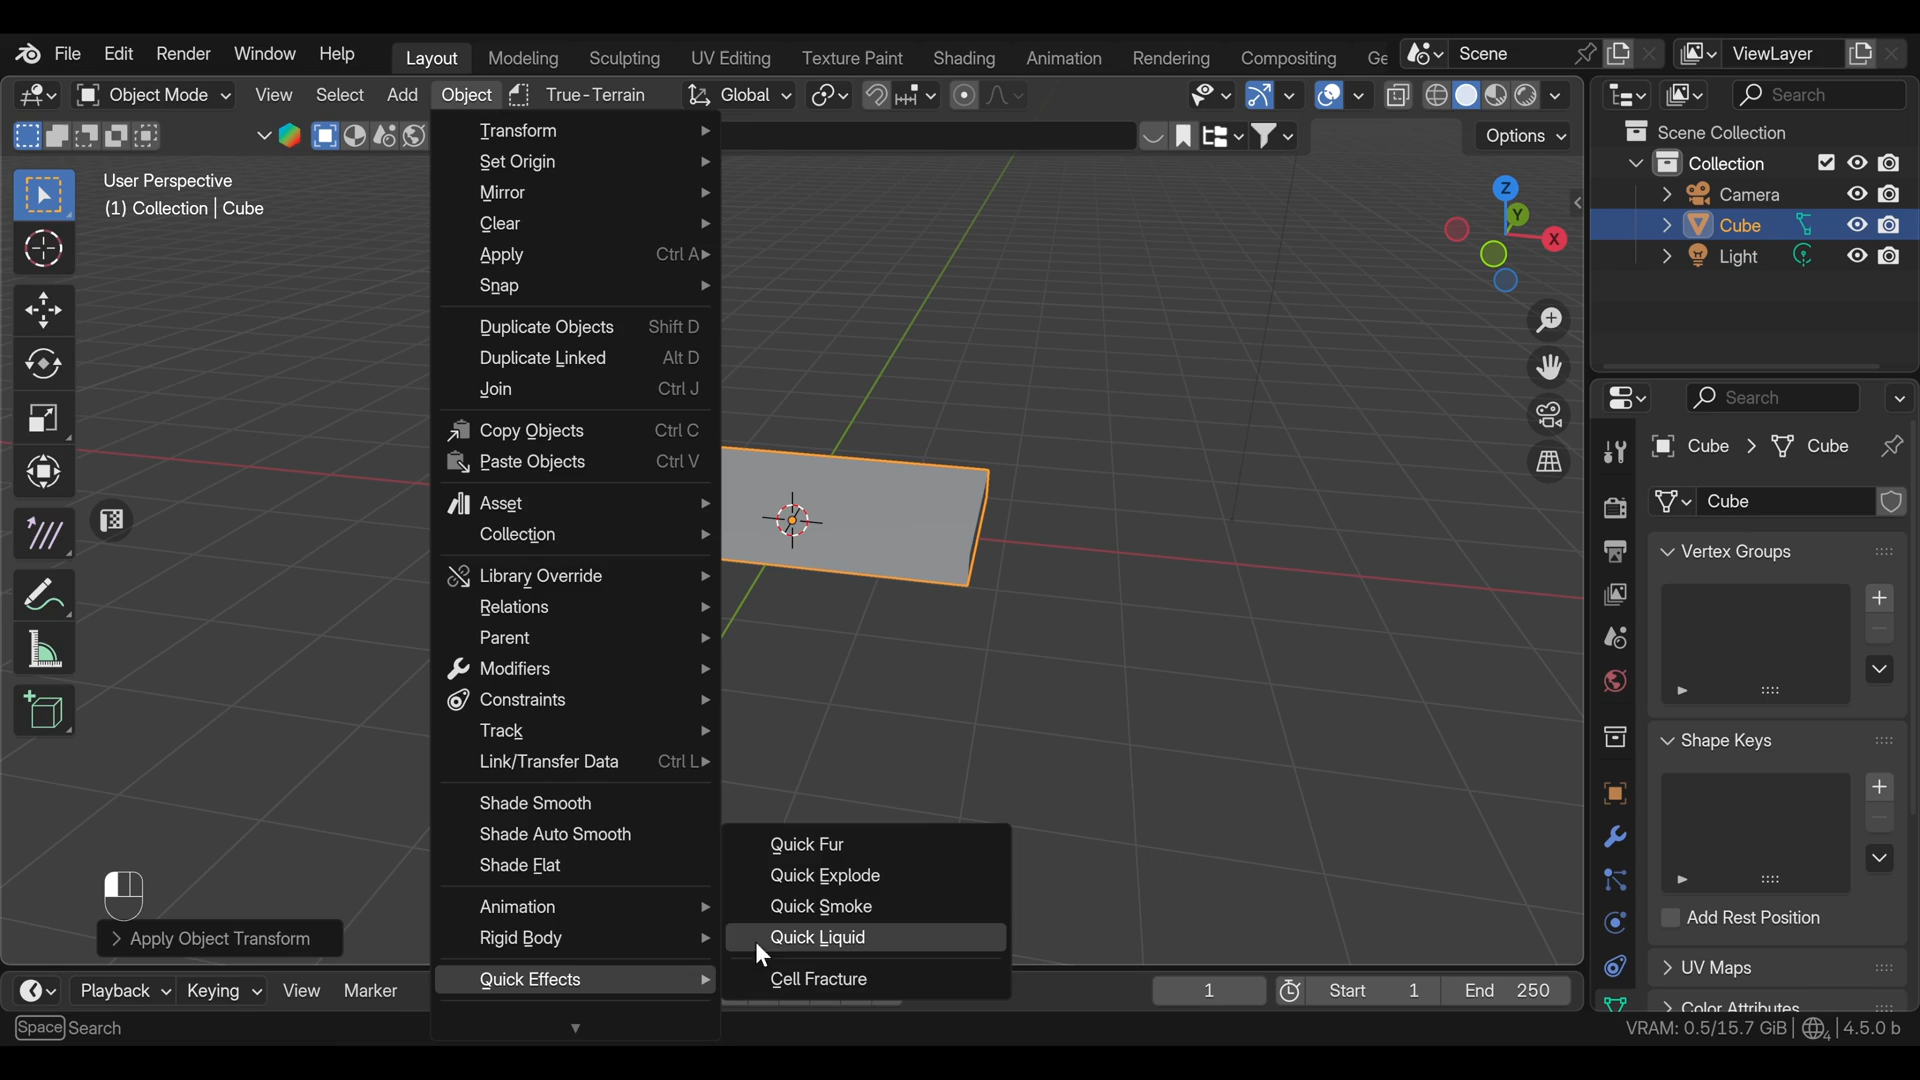 File Edit Render Window Help Layout Modeling Sculpting UV Editing Texture Paint Shading Animation Rendering Compositing Ge Scene ViewLayer
Object Mode View Select Add Object True-Terrain Global Search
Options
User Perspective
(1) Collection | Cube
Transform
Set Origin
Mirror
Clear
Apply Ctrl A
Snap
Duplicate Objects Shift D
Duplicate Linked Alt D
Join Ctrl J
Copy Objects Ctrl C
Paste Objects Ctrl V
Asset
Collection
Library Override
Relations
Parent
Modifiers
Constraints
Track
Link/Transfer Data Ctrl L
Shade Smooth
Shade Auto Smooth
Shade Flat
Animation
Rigid Body
Quick Effects
Quick Fur
Quick Explode
Quick Smoke
Quick Liquid
Cell Fracture
Z
Y
X
Scene Collection
Collection
Camera
Cube
Light
Search
Cube > Cube
Cube
Vertex Groups
Shape Keys
Add Rest Position
UV Maps
Color Attributes
Apply Object Transform
Playback Keying View Marker 1 Start 1 End 250
Space Search VRAM: 0.5/15.7 GiB 4 4.5.0 b